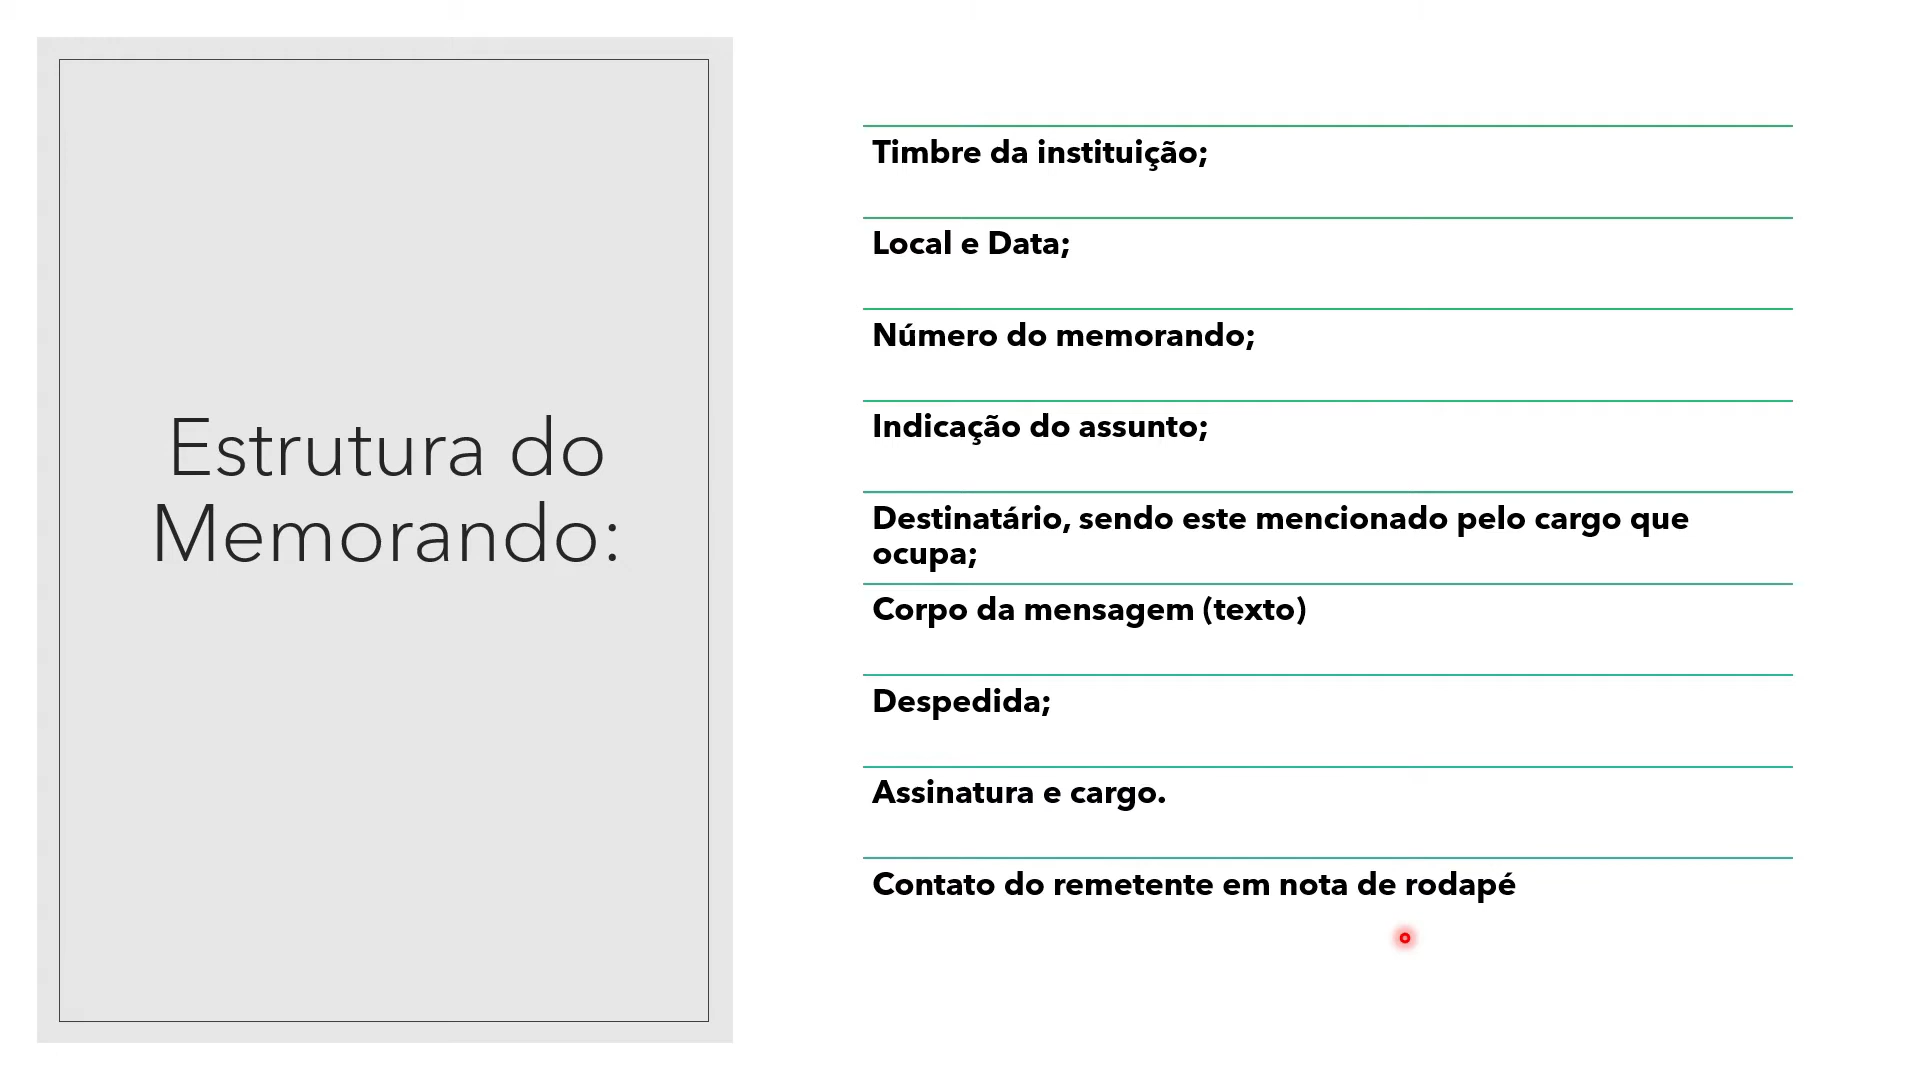 Estrutura do
Memorando:
Timbre da instituição;
Local e Data;
Número do memorando;
Indicação do assunto;
Destinatário, sendo este mencionado pelo cargo que
ocupa;
Corpo da mensagem (texto)
Despedida;
Assinatura e cargo.
Contato do remetente em nota de rodapé